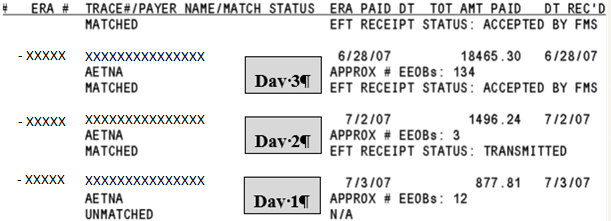 # ERA # TRACE#/PAYER NAME/MATCH STATUS ERA PAID DT TOT AMT PAID DT REC'D
MATCHED EFT RECEIPT STATUS: ACCEPTED BY FMS
-XXXXX XXXXXXXXXXXXXXX 6/28/07 18465.30 6/28/07
AETNA Day·3¶ APPROX # EEOBs: 134
MATCHED EFT RECEIPT STATUS: ACCEPTED BY FMS
-XXXXX XXXXXXXXXXXXXXX 7/2/07 1496.24 7/2/07
AETNA Day·2¶ APPROX # EEOBs: 3
MATCHED EFT RECEIPT STATUS: TRANSMITTED
-XXXXX XXXXXXXXXXXXXXX 7/3/07 877.81 7/3/07
AETNA Day·1¶ APPROX # EEOBs: 12
UNMATCHED N/A